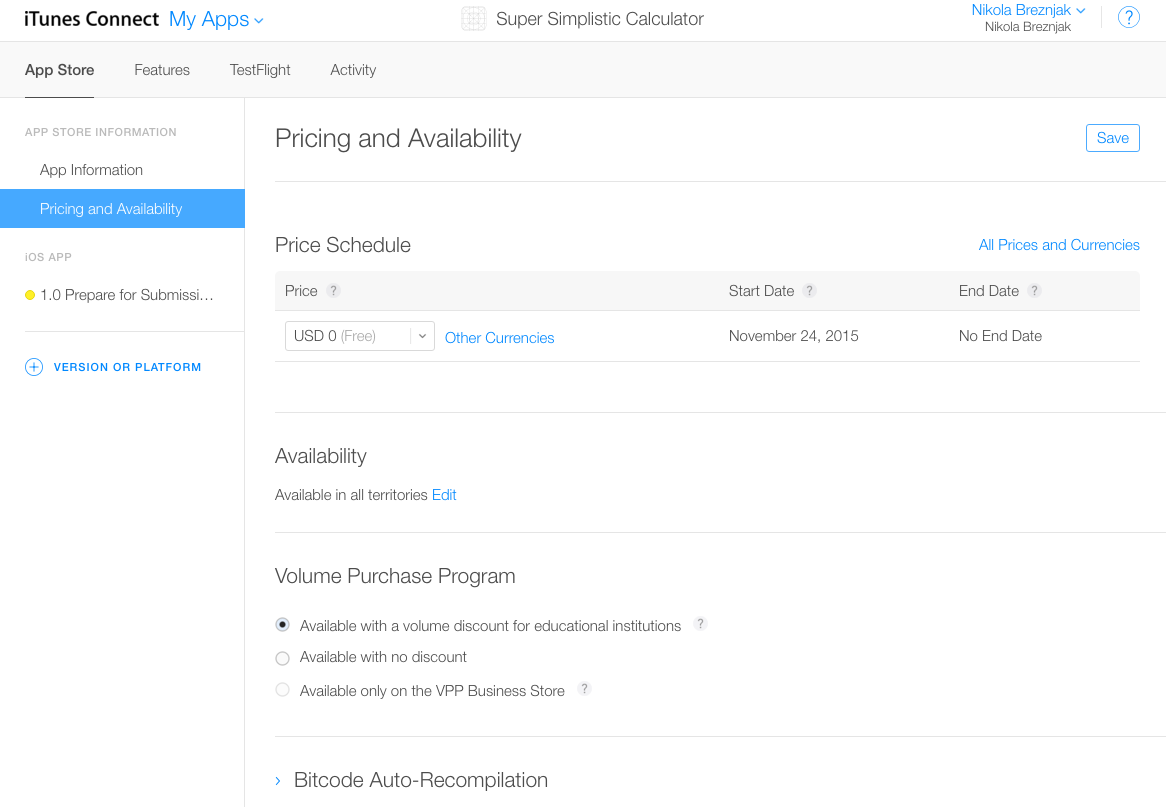 iTunes Connect My Apps
Super Simplistic Calculator
Nikola Breznjak
Nikola Breznjak
?
App Store Features TestFlight Activity
APP STORE INFORMATION
App Information
Pricing and Availability
iOS APP
1.0 Prepare for Submissi...
VERSION OR PLATFORM
Pricing and Availability
Save
Price Schedule
All Prices and Currencies
Price ? Start Date ? End Date ?
USD 0 (Free) Other Currencies November 24, 2015 No End Date
Availability
Available in all territories Edit
Volume Purchase Program
Available with a volume discount for educational institutions ?
Available with no discount
Available only on the VPP Business Store ?
Bitcode Auto-Recompilation